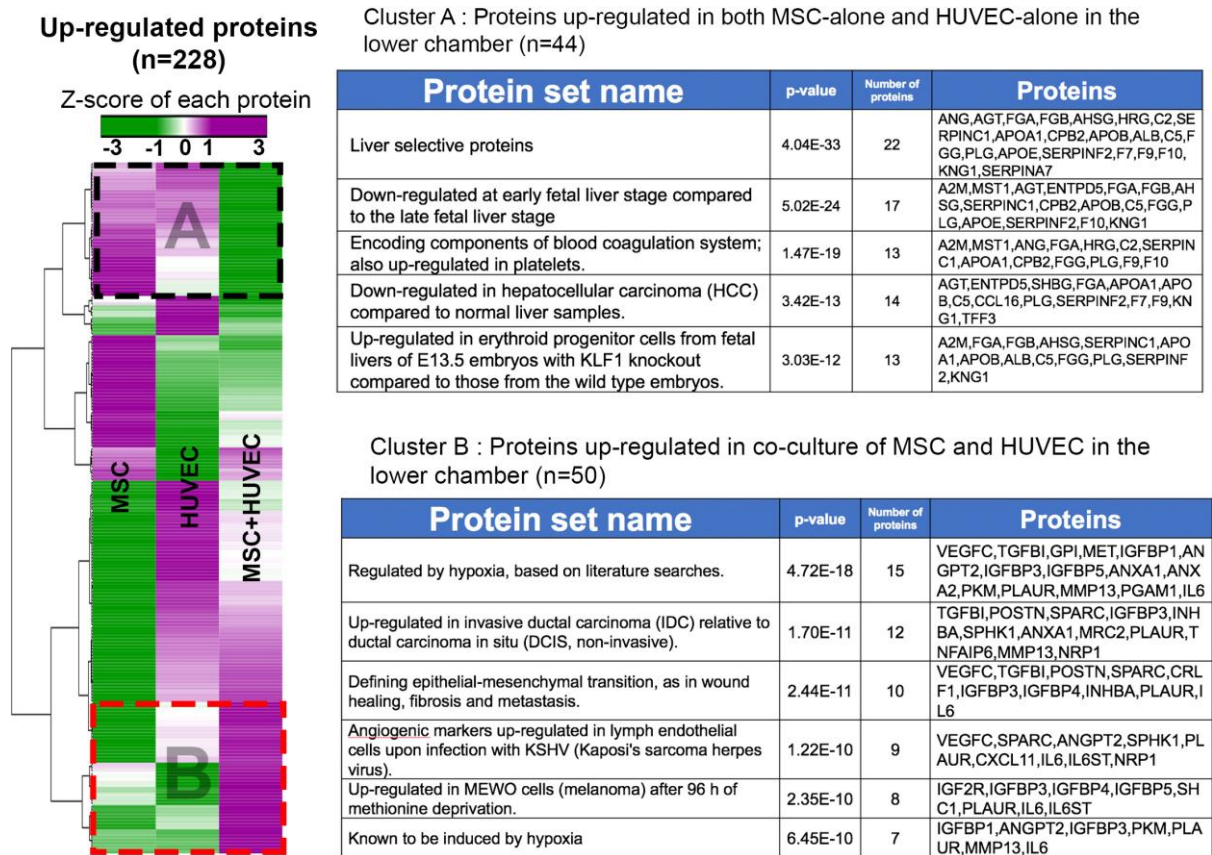 Up-regulated proteins
(n=228)
Z-score of each protein
-3 -1 0 1 3
A
MSC
HUVEC
MSC+HUVEC
B
Cluster A : Proteins up-regulated in both MSC-alone and HUVEC-alone in the
lower chamber (n=44)
Protein set name p-value Number of
proteins Proteins
Liver selective proteins 4.04E-33 22
ANG,AGT,FGA,FGB,AHSG,HRG,C2,SE
RPINC1,APOA1,CPB2,APOB,ALB,C5,F
GG,PLG,APOE,SERPINF2,F7,F9,F10,
KNG1,SERPINA7
Down-regulated at early fetal liver stage compared
to the late fetal liver stage
5.02E-24 17
A2M,MST1,AGT,ENTPD5,FGA,FGB,AH
SG,SERPINC1,CPB2,APOB,C5,FGG,P
LG,APOE,SERPINF2,F10,KNG1
Encoding components of blood coagulation system;
also up-regulated in platelets.
1.47E-19 13
A2M,MST1,ANG,FGA,HRG,C2,SERPIN
C1,APOA1,CPB2,FGG,PLG,F9,F10
Down-regulated in hepatocellular carcinoma (HCC)
compared to normal liver samples.
3.42E-13 14
AGT,ENTPD5,SHBG,FGA,APOA1,APO
B,C5,CCL16,PLG,SERPINF2,F7,F9,KN
G1,TFF3
Up-regulated in erythroid progenitor cells from fetal
livers of E13.5 embryos with KLF1 knockout
compared to those from the wild type embryos.
3.03E-12 13
A2M,FGA,FGB,AHSG,SERPINC1,APO
A1,APOB,ALB,C5,FGG,PLG,SERPINF
2,KNG1
Cluster B : Proteins up-regulated in co-culture of MSC and HUVEC in the
lower chamber (n=50)
Protein set name p-value Number of
proteins Proteins
Regulated by hypoxia, based on literature searches. 4.72E-18 15
VEGFC,TGFBI,GPI,MET,IGFBP1,AN
GPT2,IGFBP3,IGFBP5,ANXA1,ANX
A2,PKM,PLAUR,MMP13,PGAM1,IL6
Up-regulated in invasive ductal carcinoma (IDC) relative to
ductal carcinoma in situ (DCIS, non-invasive).
1.70E-11 12
TGFBI,POSTN,SPARC,IGFBP3,INH
BA,SPHK1,ANXA1,MRC2,PLAUR,T
NFAIP6,MMP13,NRP1
Defining epithelial-mesenchymal transition, as in wound
healing, fibrosis and metastasis.
2.44E-11 10
VEGFC,TGFBI,POSTN,SPARC,CRL
F1,IGFBP3,IGFBP4,INHBA,PLAUR,I
L6
Angiogenic markers up-regulated in lymph endothelial
cells upon infection with KSHV (Kaposi's sarcoma herpes
virus).
1.22E-10 9
VEGFC,SPARC,ANGPT2,SPHK1,PL
AUR,CXCL11,IL6,IL6ST,NRP1
Up-regulated in MEWO cells (melanoma) after 96 h of
methionine deprivation.
2.35E-10 8
IGF2R,IGFBP3,IGFBP4,IGFBP5,SH
C1,PLAUR,IL6,IL6ST
Known to be induced by hypoxia 6.45E-10 7
IGFBP1,ANGPT2,IGFBP3,PKM,PLA
UR,MMP13,IL6